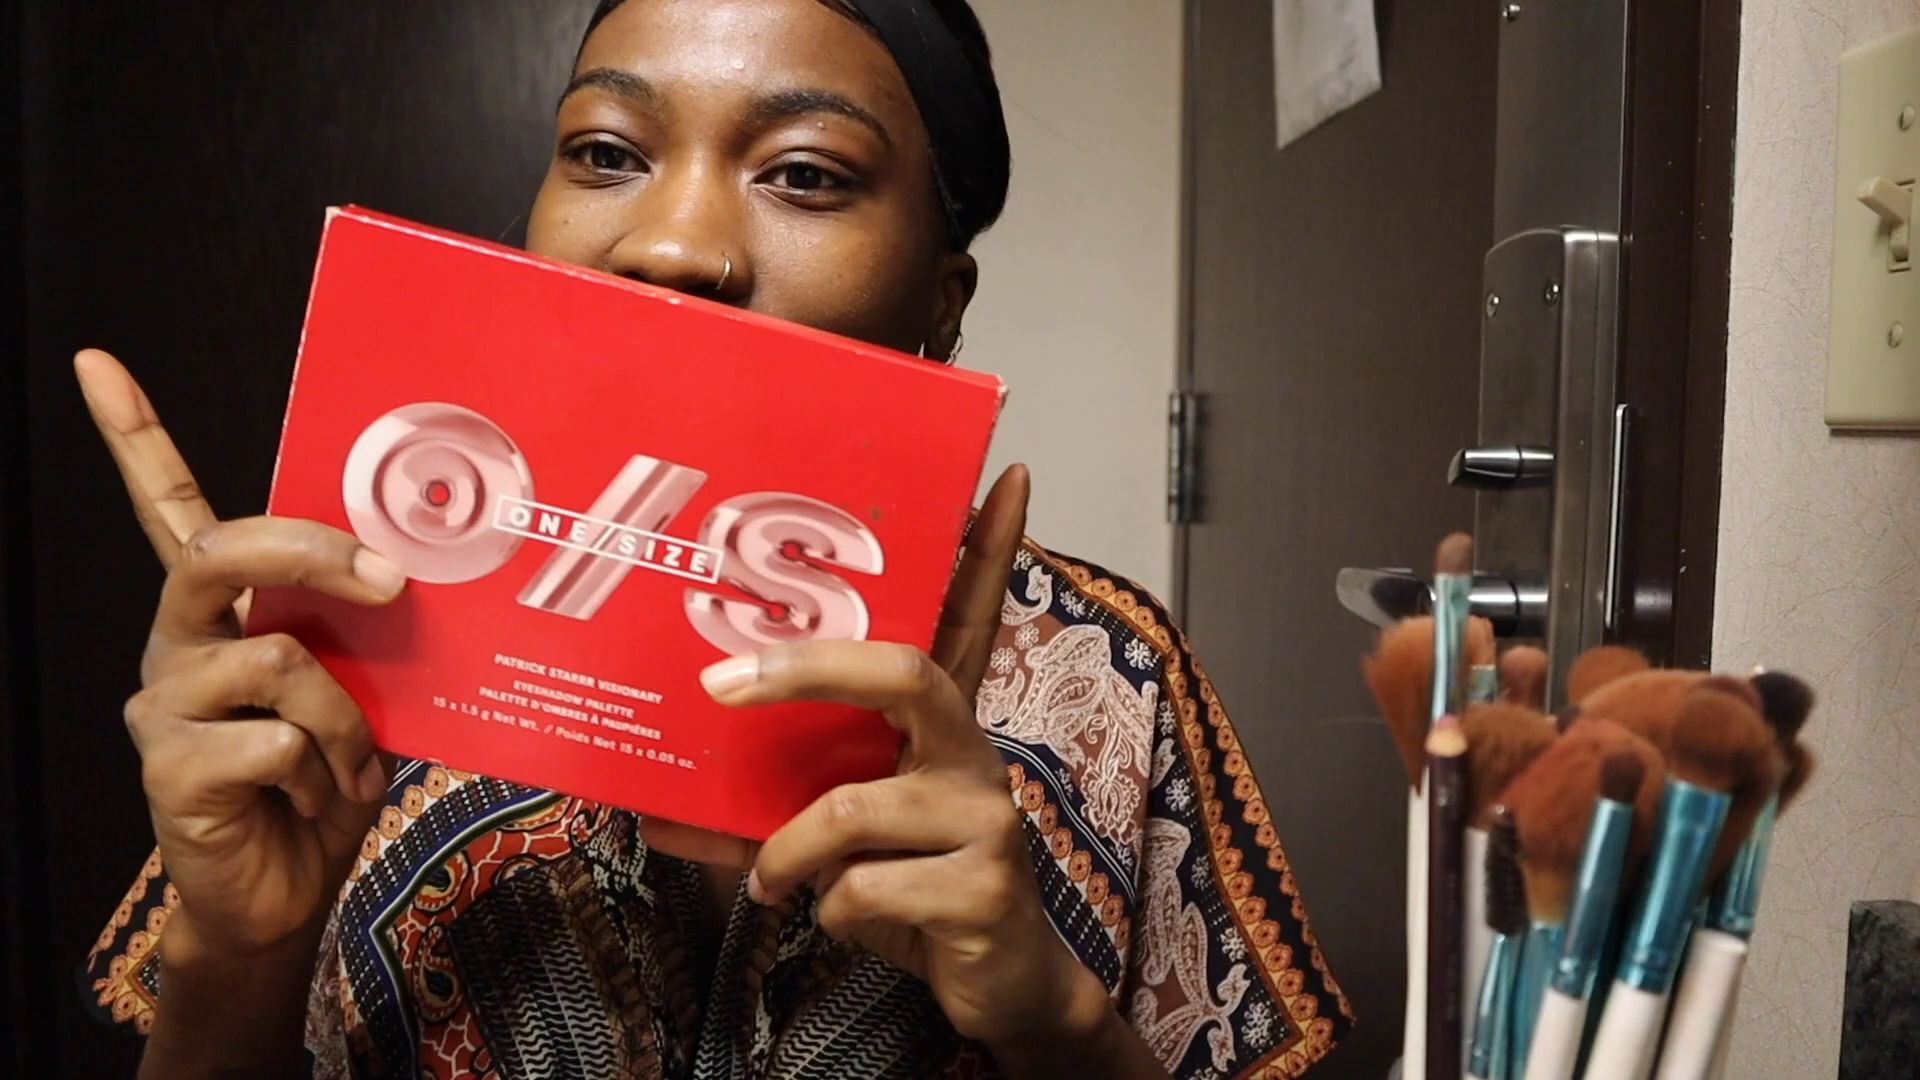 O/S
ONE/SIZE
PATRICK STARRR VISIONARY
EYESHADOW PALETTE
PALETTE D'OMBRES À PAUPIÈRES
15 x 1.5 g Net Wt. // Poids Net 15 x 0.05 oz.